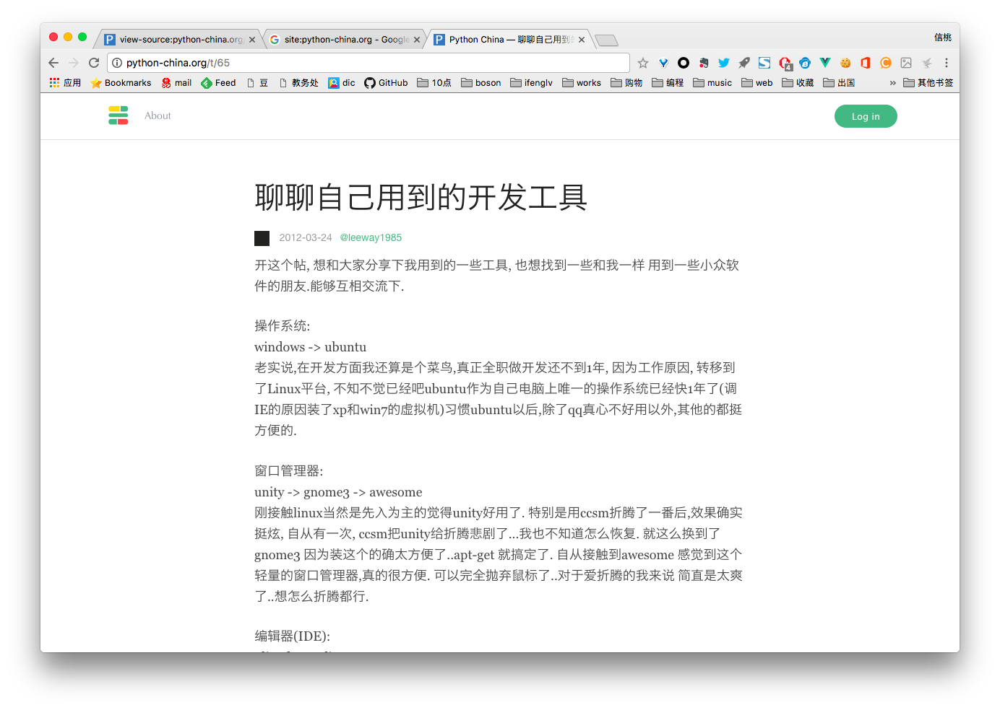 view-source:python-china.org/
site:python-china.org - Google
Python China — 聊聊自己用到的
信桃
python-china.org/t/65
4
应用
Bookmarks
mail
Feed
豆
教务处
dic
GitHub
10点
boson
ifenglv
works
购物
编程
music
web
收藏
出国
»
其他书签
About
Log in
聊聊自己用到的开发工具
2012-03-24 @leeway1985
开这个帖, 想和大家分享下我用到的一些工具, 也想找到一些和我一样 用到一些小众软
件的朋友.能够互相交流下.
操作系统:
windows -> ubuntu
老实说,在开发方面我还算是个菜鸟,真正全职做开发还不到1年, 因为工作原因, 转移到
了Linux平台, 不知不觉已经吧ubuntu作为自己电脑上唯一的操作系统已经快1年了(调
IE的原因装了xp和win7的虚拟机)习惯ubuntu以后,除了qq真心不好用以外,其他的都挺
方便的.
窗口管理器:
unity -> gnome3 -> awesome
刚接触linux当然是先入为主的觉得unity好用了. 特别是用ccsm折腾了一番后,效果确实
挺炫, 自从有一次, ccsm把unity给折腾悲剧了...我也不知道怎么恢复. 就这么换到了
gnome3 因为装这个的确太方便了..apt-get 就搞定了. 自从接触到awesome 感觉到这个
轻量的窗口管理器,真的很方便. 可以完全抛弃鼠标了..对于爱折腾的我来说 简直是太爽
了..想怎么折腾都行.
编辑器(IDE):